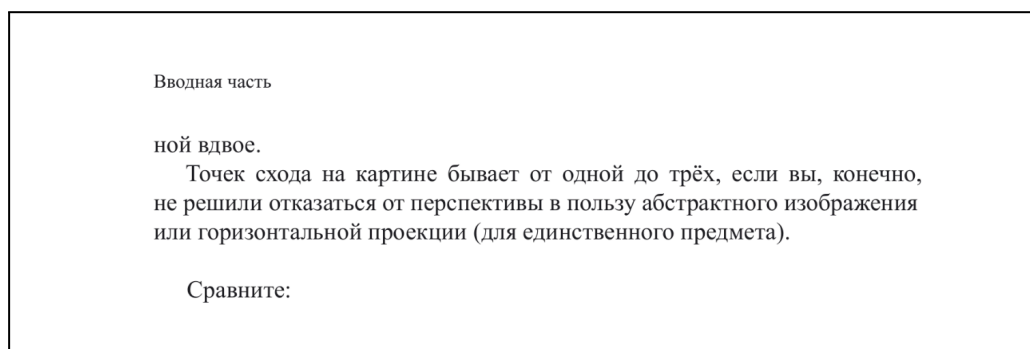 Вводная часть
ной вдвое.
Точек схода на картине бывает от одной до трёх, если вы, конечно,
не решили отказаться от перспективы в пользу абстрактного изображения
или горизонтальной проекции (для единственного предмета).
Сравните: